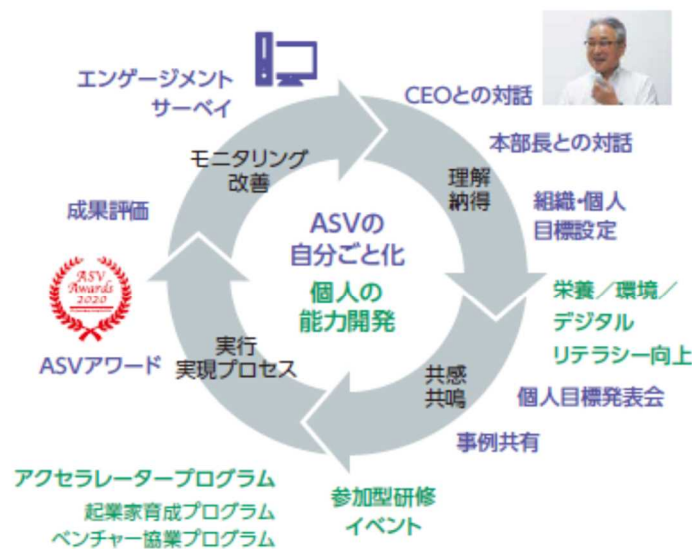 エンゲージメント
サーベイ
CEOとの対話
本部長との対話
モニタリング
改善
理解
納得
成果評価
組織・個人
目標設定
ASVの
自分ごと化
個人の
能力開発
ASV
Awards
2020
栄養／環境／
デジタル
リテラシー向上
ASVアワード
実行
実現プロセス
共感
共鳴
個人目標発表会
事例共有
アクセラレータープログラム
起業家育成プログラム
ベンチャー協業プログラム
参加型研修
イベント